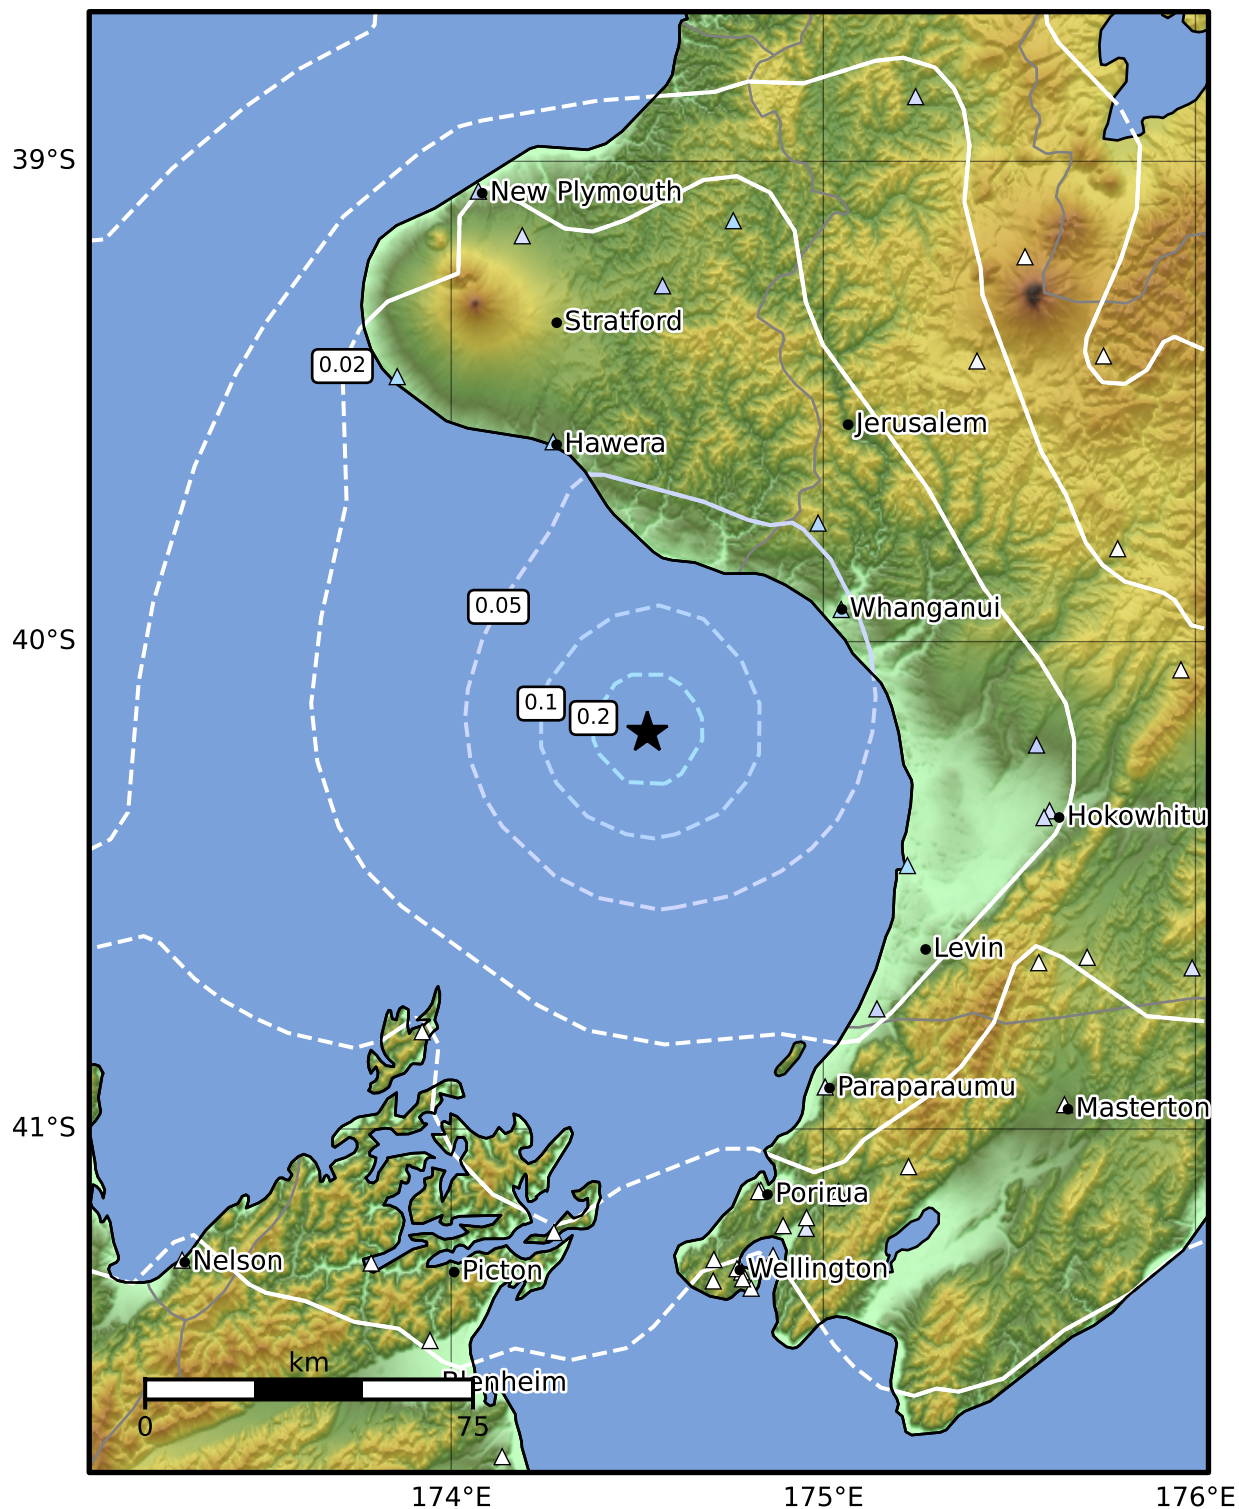 39°S
New Plymouth
Stratford
0.02
Jerusalem
Hawera
0.05
Whanganui
40°S
0.1
0.2
Hokowhitu
Levin
Paraparaumu
Masterton
41°S
Porirua
Nelson
Picton
Wellington
km
Blenheim
0
75
174°E
175°E
176°E